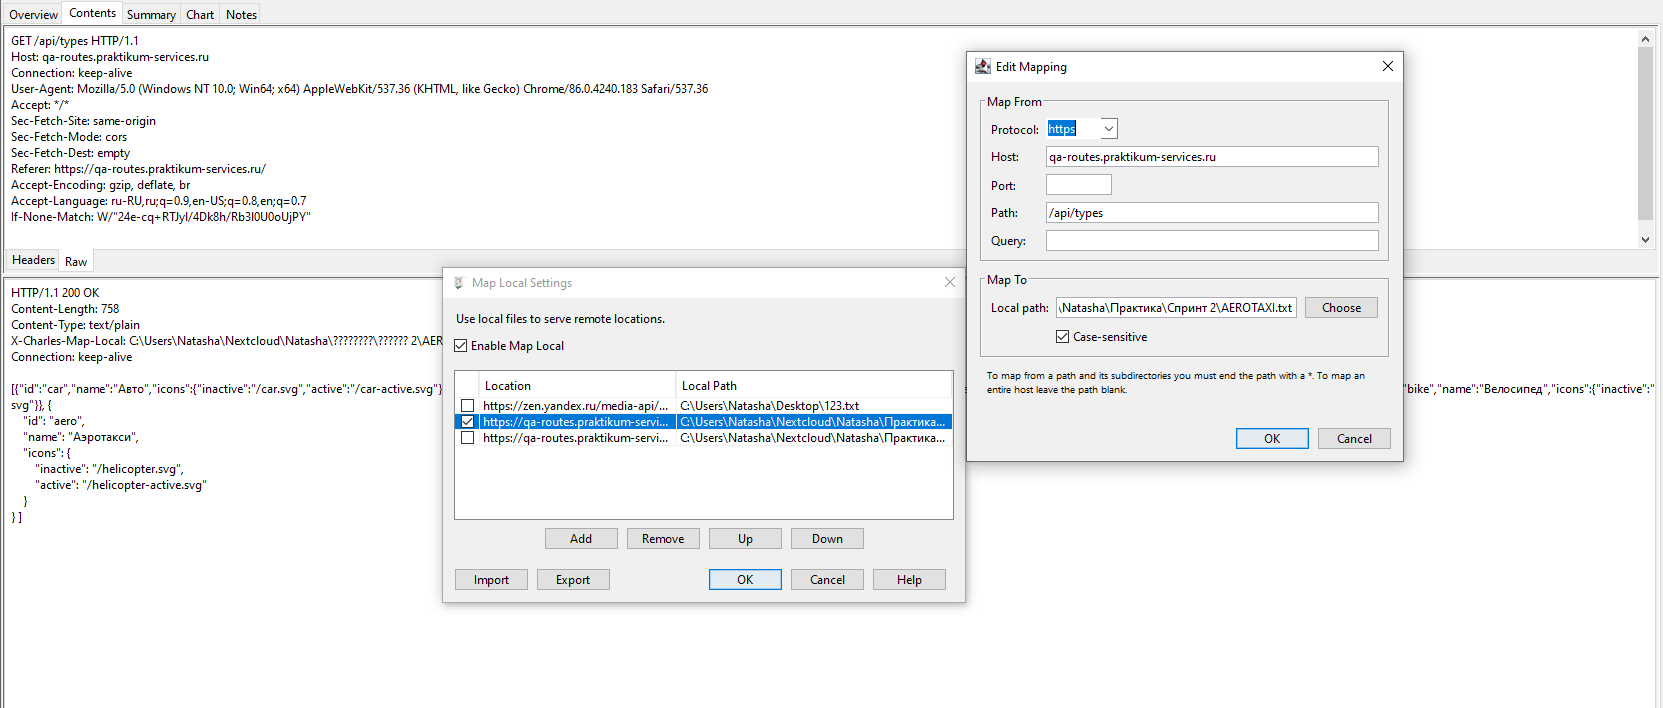 Overview Contents Summary Chart Notes
GET /api/types HTTP/1.1
Host: qa-routes.praktikum-services.ru
Connection: keep-alive
User-Agent: Mozilla/5.0 (Windows NT 10.0; Win64; x64) AppleWebKit/537.36 (KHTML, like Gecko) Chrome/86.0.4240.183 Safari/537.36
Accept: */*
Sec-Fetch-Site: same-origin
Sec-Fetch-Mode: cors
Sec-Fetch-Dest: empty
Referer: https://qa-routes.praktikum-services.ru/
Accept-Encoding: gzip, deflate, br
Accept-Language: ru-RU,ru;q=0.9,en-US;q=0.8,en;q=0.7
If-None-Match: W/"24e-cq+RTJyI/4Dk8h/Rb3I0U0oUjPY"
Headers Raw
HTTP/1.1 200 OK
Content-Length: 758
Content-Type: text/plain
X-Charles-Map-Local: C:\Users\Natasha\Nextcloud\Natasha\????????\?????? 2\AER
Connection: keep-alive
[{"id":"car","name":"Авто","icons":{"inactive":"/car.svg","active":"/car-active.svg"} "bike","name":"Велосипед","icons":{"inactive":"
svg"}}, {
"id": "aero",
"name": "Аэротакси",
"icons": {
"inactive": "/helicopter.svg",
"active": "/helicopter-active.svg"
}
} ]
Map Local Settings
Use local files to serve remote locations.
Enable Map Local
Location Local Path
https://zen.yandex.ru/media-api/... C:\Users\Natasha\Desktop\123.txt
https://qa-routes.praktikum-servi... C:\Users\Natasha\Nextcloud\Natasha\Практика...
https://qa-routes.praktikum-servi... C:\Users\Natasha\Nextcloud\Natasha\Практика...
Add Remove Up Down
Import Export OK Cancel Help
Edit Mapping
Map From
Protocol: https
Host: qa-routes.praktikum-services.ru
Port:
Path: /api/types
Query:
Map To
Local path: \Natasha\Практика\Спринт 2\AEROTAXI.txt Choose
Case-sensitive
To map from a path and its subdirectories you must end the path with a *. To map an
entire host leave the path blank.
OK Cancel